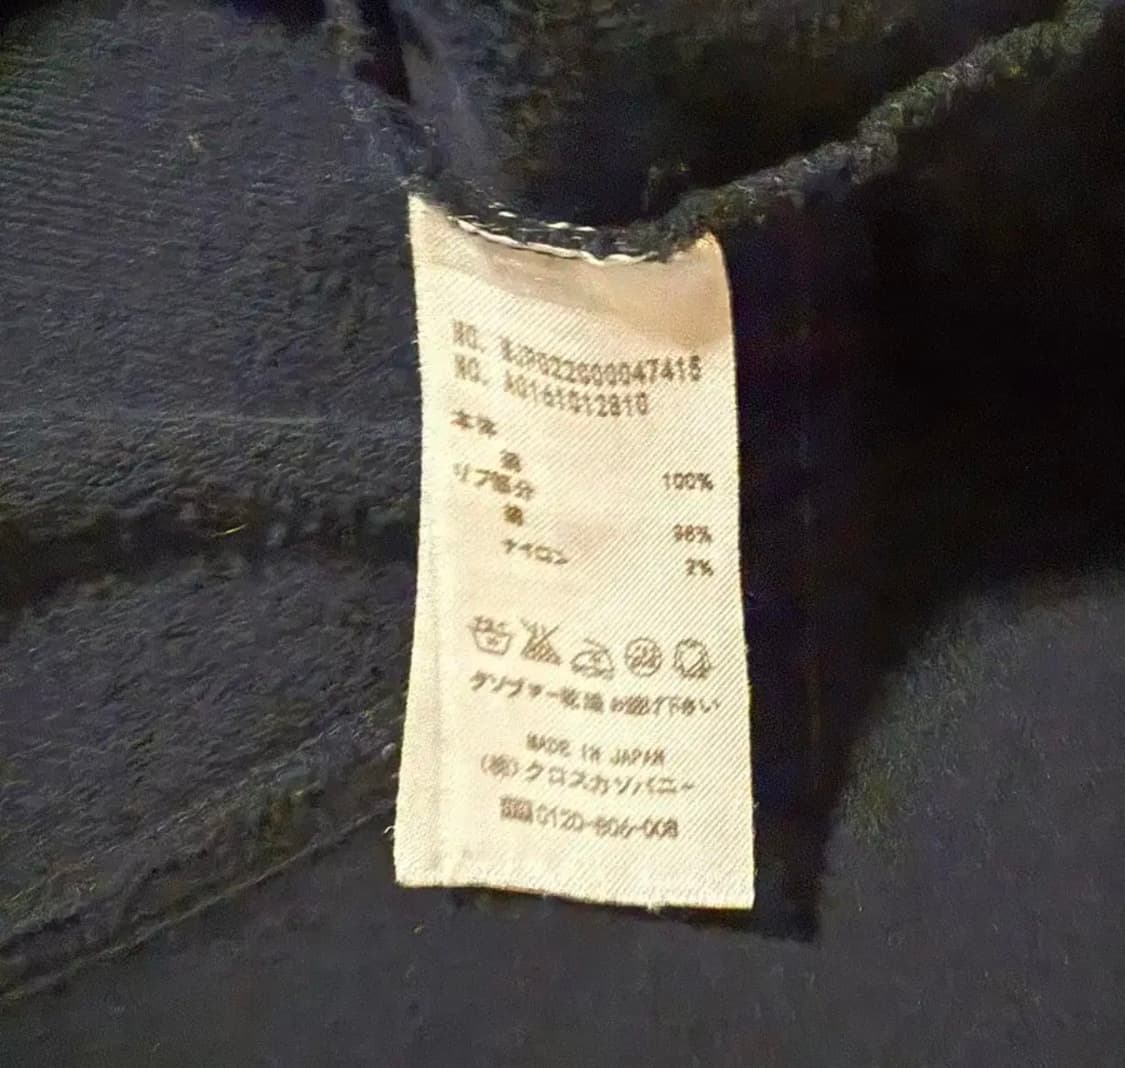 NO. 022600047415
NO. AO161012810
本体
綿 100%
リブ部分
綿 98%
ナイロン 2%
タンブラー乾燥お避け下さい
MADE IN JAPAN
(株)クロスカンパニー
0120-806-008